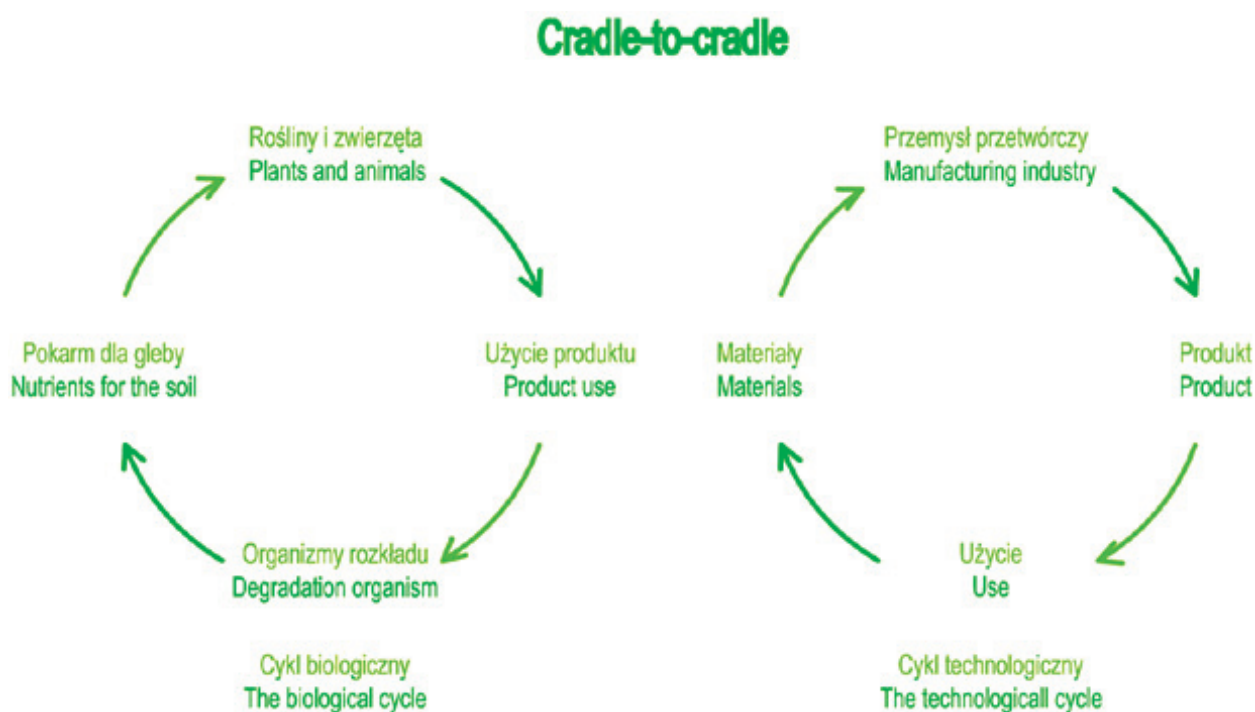 Cradle-to-cradle
Rośliny i zwierzęta
Plants and animals
Przemysł przetwórczy
Manufacturing industry
Pokarm dla gleby
Nutrients for the soil
Użycie produktu
Product use
Materiały
Materials
Produkt
Product
Organizmy rozkładu
Degradation organism
Użycie
Use
Cykl biologiczny
The biological cycle
Cykl technologiczny
The technologicall cycle